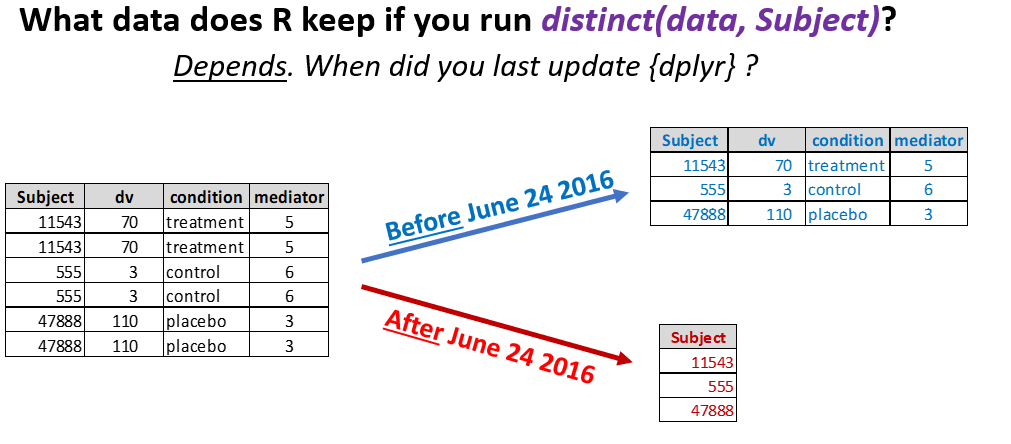 What data does R keep if you run distinct(data, Subject)?
Depends. When did you last update {dplyr} ?
Subject dv condition mediator
11543 70 treatment 5
11543 70 treatment 5
555 3 control 6
555 3 control 6
47888 110 placebo 3
47888 110 placebo 3
Before June 24 2016
Subject dv condition mediator
11543 70 treatment 5
555 3 control 6
47888 110 placebo 3
After June 24 2016
Subject
11543
555
47888